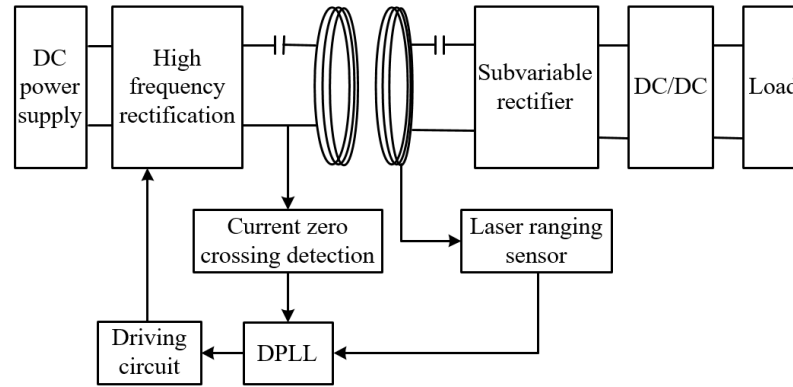 DC
power
supply
High
frequency
rectification
Subvariable
rectifier
DC/DC
Load
Current zero
crossing detection
Laser ranging
sensor
Driving
circuit
DPLL